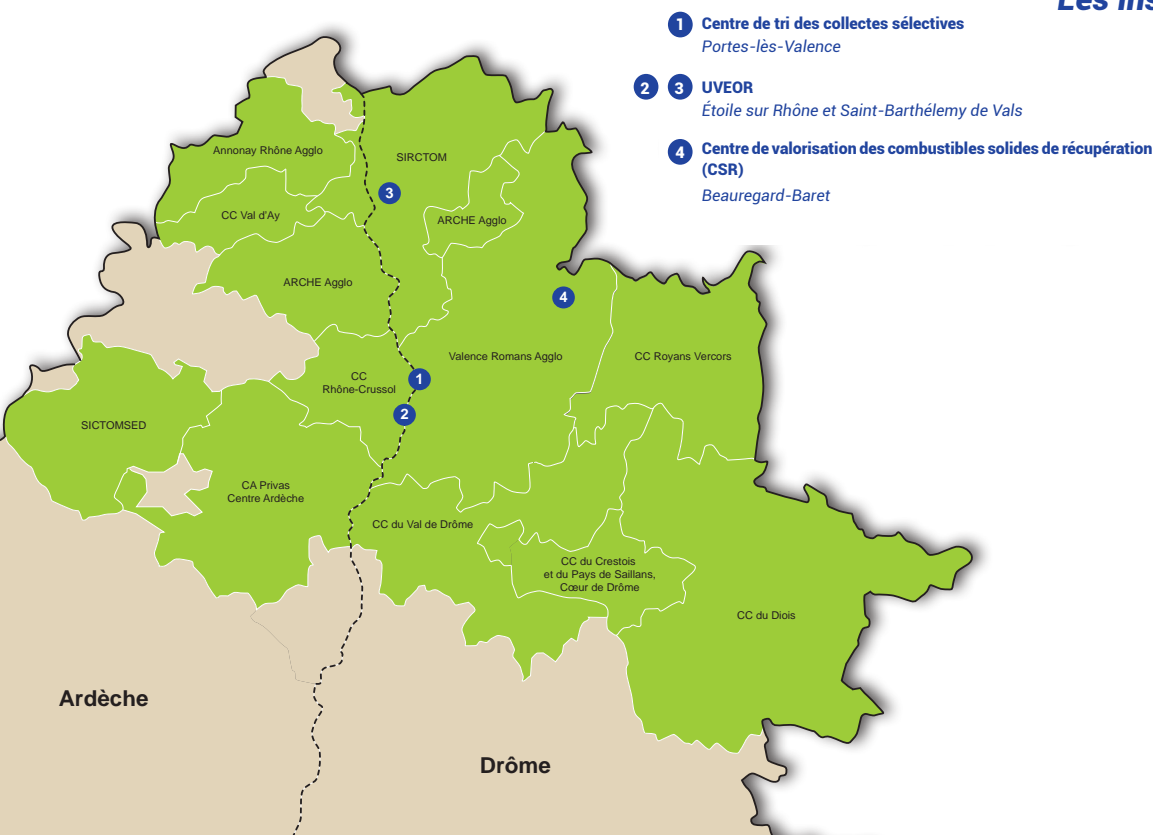 Les Ins
1 Centre de tri des collectes sélectives
Portes-lès-Valence
2 3 UVEOR
Étoile sur Rhône et Saint-Barthélemy de Vals
4 Centre de valorisation des combustibles solides de récupération
(CSR)
Beauregard-Baret
Annonay Rhône Agglo
SIRCTOM
3
CC Val d'Ay
ARCHE Agglo
ARCHE Agglo
4
Valence Romans Agglo
CC Royans Vercors
CC
Rhône-Crussol
1
2
SICTOMSED
CA Privas
Centre Ardèche
CC du Val de Drôme
CC du Crestois
et du Pays de Saillans,
Cœur de Drôme
CC du Diois
Ardèche
Drôme